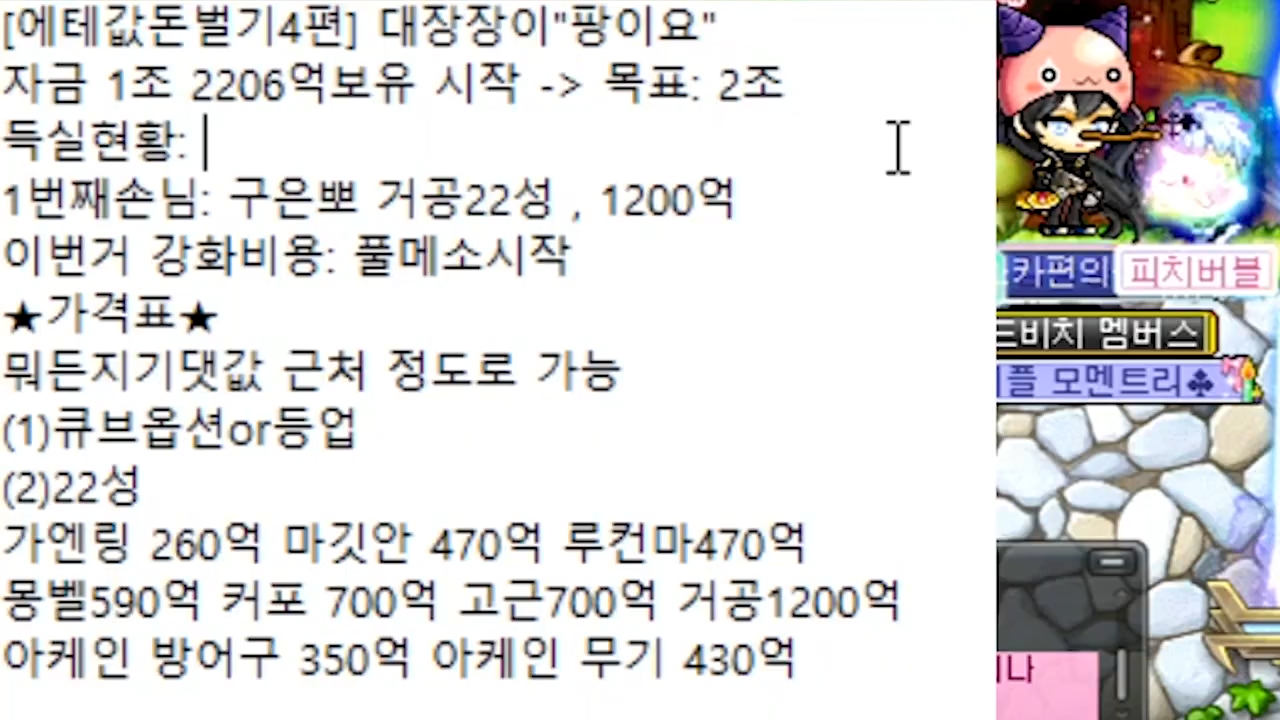 [에테값돈벌기4편] 대장장이"팡이요"
자금 1조 2206억보유 시작 -> 목표: 2조
득실현황:
1번째손님: 구은뽀 거공22성 , 1200억
이번거 강화비용: 풀메소시작
★가격표★
뭐든지기댓값 근처 정도로 가능
(1)큐브옵션or등업
(2)22성
가엔링 260억 마깃안 470억 루컨마470억
몽벨590억 커포 700억 고근700억 거공1200억
아케인 방어구 350억 아케인 무기 430억
카편의 피치버블
드비치 멤버스
플 모멘트리♣
나